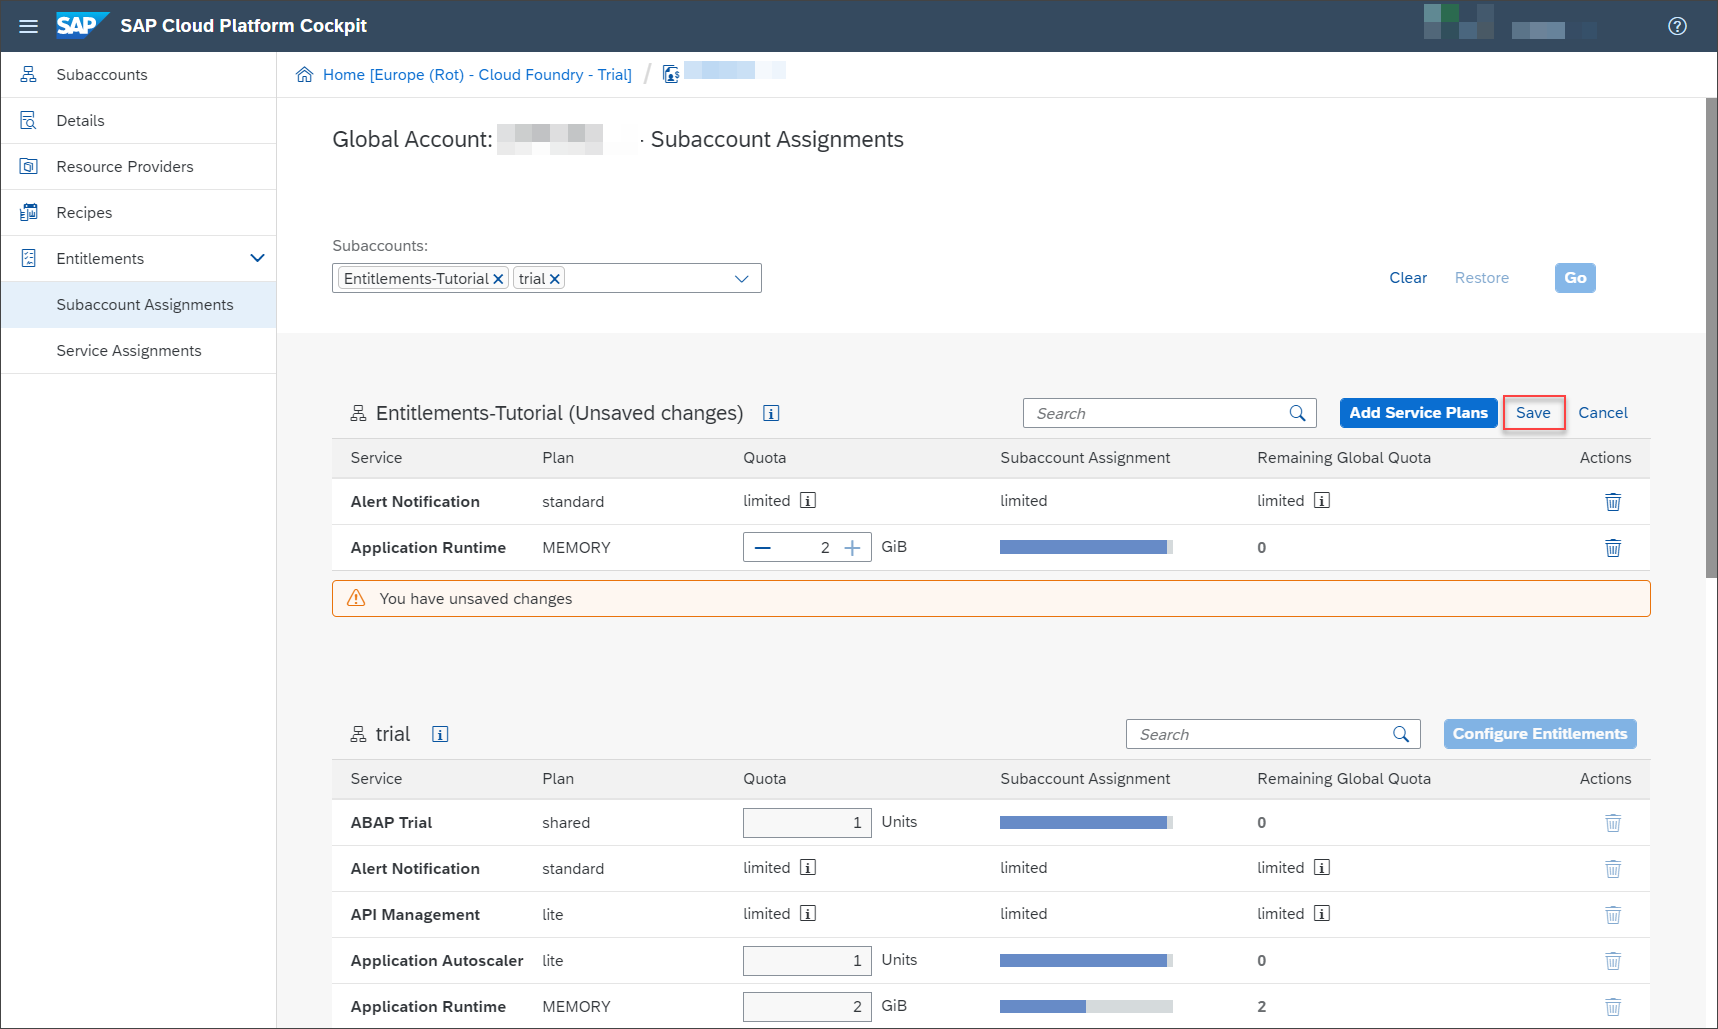 SAP SAP Cloud Platform Cockpit
Subaccounts
Details
Resource Providers
Recipes
Entitlements
Subaccount Assignments
Service Assignments
Home [Europe (Rot) - Cloud Foundry - Trial] /
Global Account: · Subaccount Assignments
Subaccounts:
Entitlements-Tutorial trial
Clear Restore Go
Entitlements-Tutorial (Unsaved changes) Search Add Service Plans Save Cancel
Service Plan Quota Subaccount Assignment Remaining Global Quota Actions
Alert Notification standard limited limited limited
Application Runtime MEMORY 2 GiB 0
You have unsaved changes
trial Search Configure Entitlements
Service Plan Quota Subaccount Assignment Remaining Global Quota Actions
ABAP Trial shared 1 Units 0
Alert Notification standard limited limited limited
API Management lite limited limited limited
Application Autoscaler lite 1 Units 0
Application Runtime MEMORY 2 GiB 2